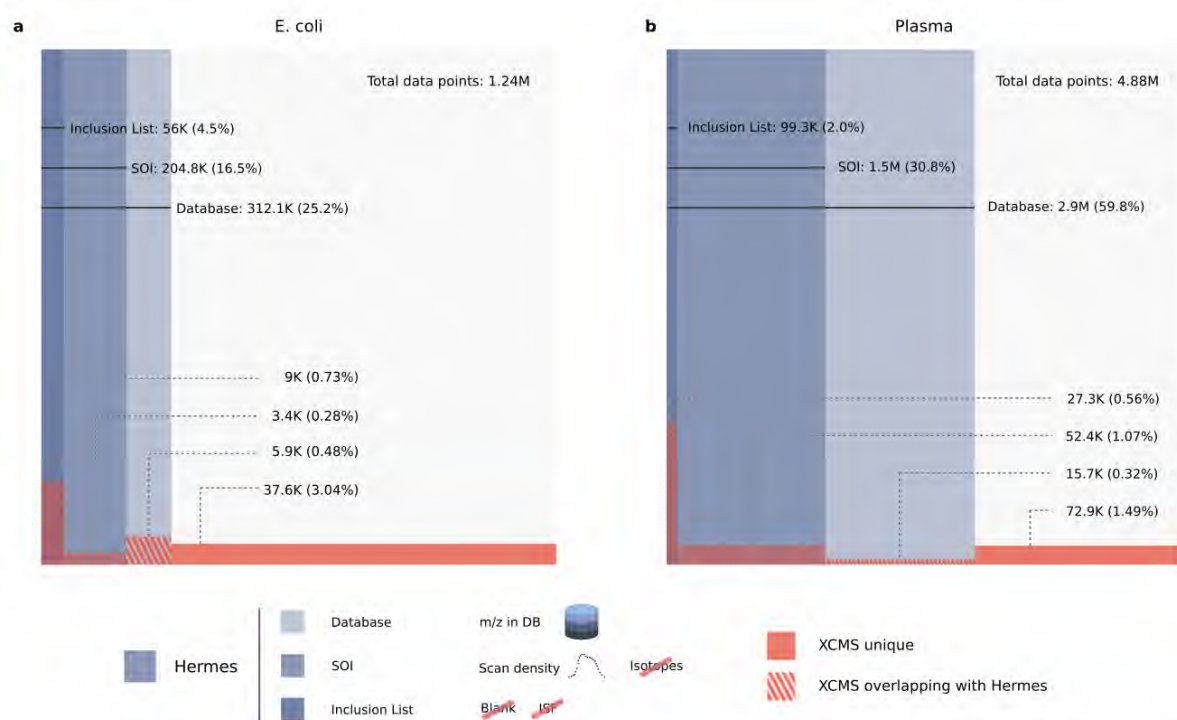 a
E. coli
Total data points: 1.24M
Inclusion List: 56K (4.5%)
SOI: 204.8K (16.5%)
Database: 312.1K (25.2%)
9K (0.73%)
3.4K (0.28%)
5.9K (0.48%)
37.6K (3.04%)
b
Plasma
Total data points: 4.88M
Inclusion List: 99.3K (2.0%)
SOI: 1.5M (30.8%)
Database: 2.9M (59.8%)
27.3K (0.56%)
52.4K (1.07%)
15.7K (0.32%)
72.9K (1.49%)
Hermes
Database
SOI
Inclusion List
m/z in DB
Scan density
Isotopes
Blank
ISF
XCMS unique
XCMS overlapping with Hermes